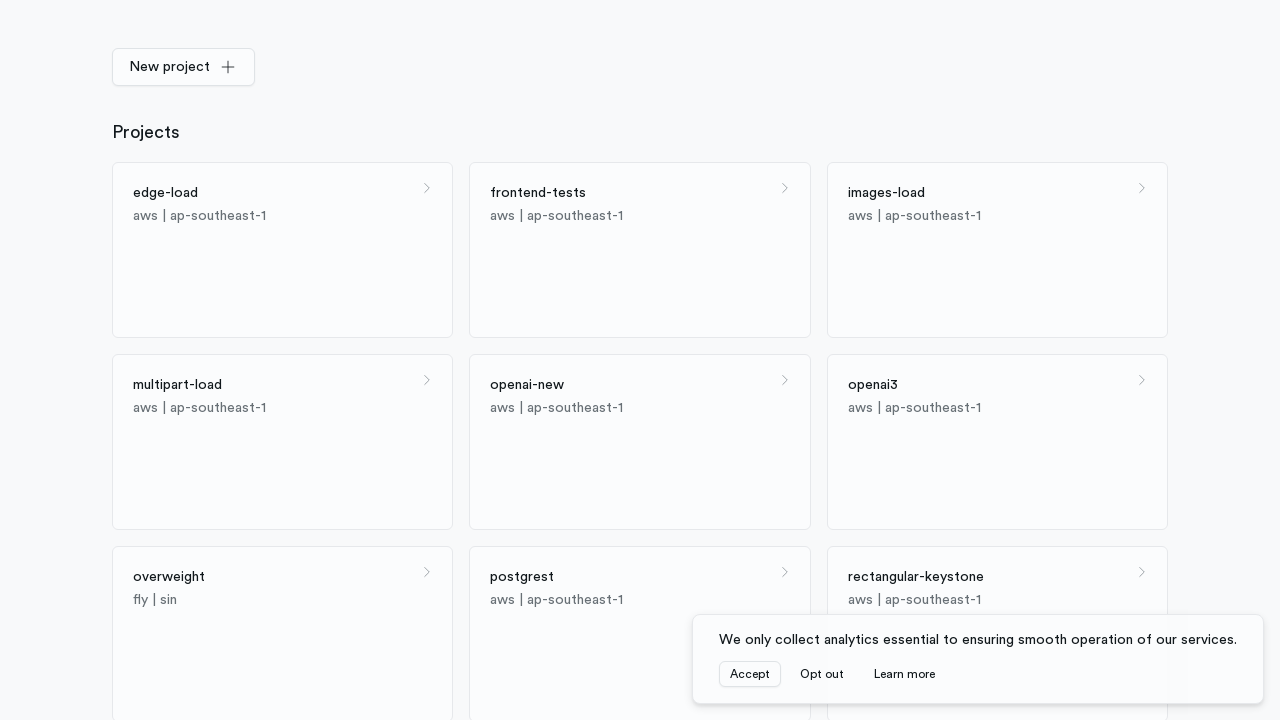 New project
Projects
edge-load
aws | ap-southeast-1
frontend-tests
aws | ap-southeast-1
images-load
aws | ap-southeast-1
multipart-load
aws | ap-southeast-1
openai-new
aws | ap-southeast-1
openai3
aws | ap-southeast-1
overweight
fly | sin
postgrest
aws | ap-southeast-1
rectangular-keystone
aws | ap-southeast-1
We only collect analytics essential to ensuring smooth operation of our services.
Accept Opt out Learn more